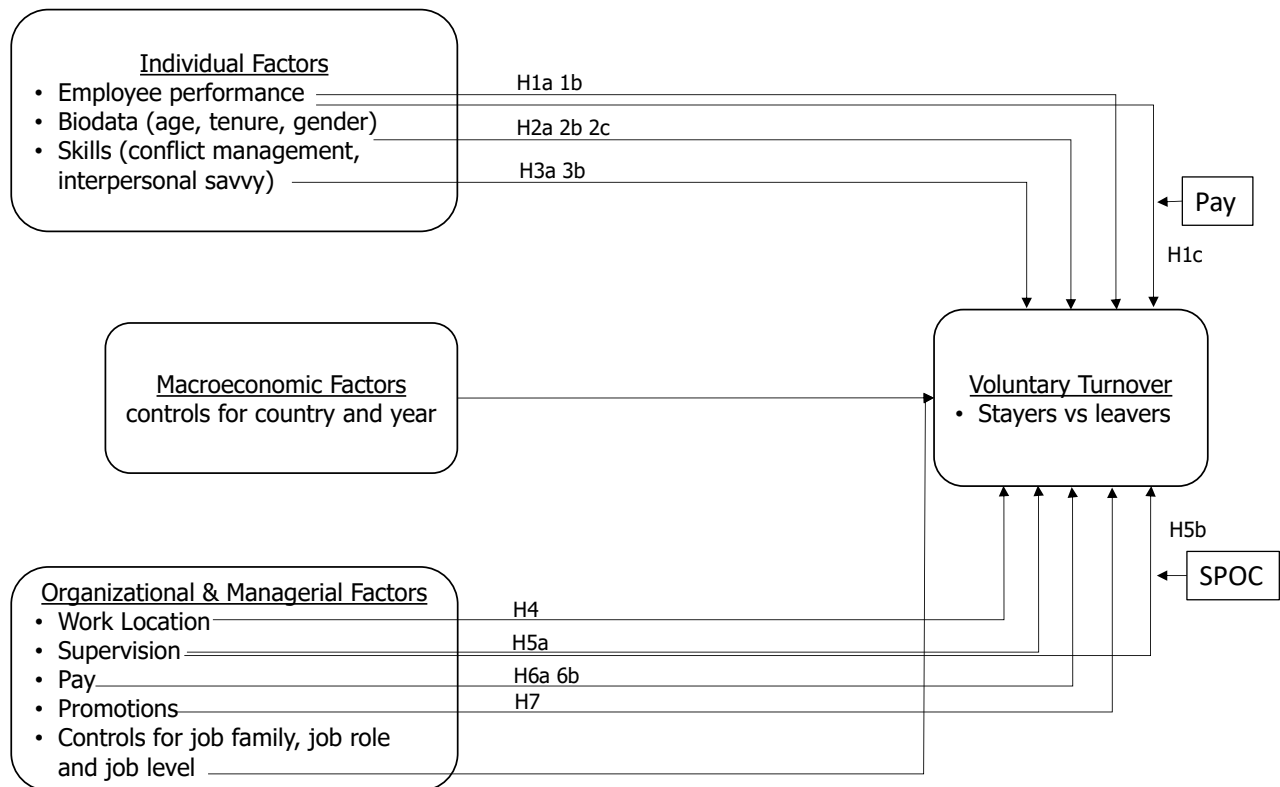 Individual Factors
• Employee performance
• Biodata (age, tenure, gender)
• Skills (conflict management,
interpersonal savvy)
H1a 1b
H2a 2b 2c
H3a 3b
Pay
H1c
Macroeconomic Factors
controls for country and year
Voluntary Turnover
• Stayers vs leavers
H5b
SPOC
Organizational & Managerial Factors
• Work Location
• Supervision
• Pay
• Promotions
• Controls for job family, job role
and job level
H4
H5a
H6a 6b
H7